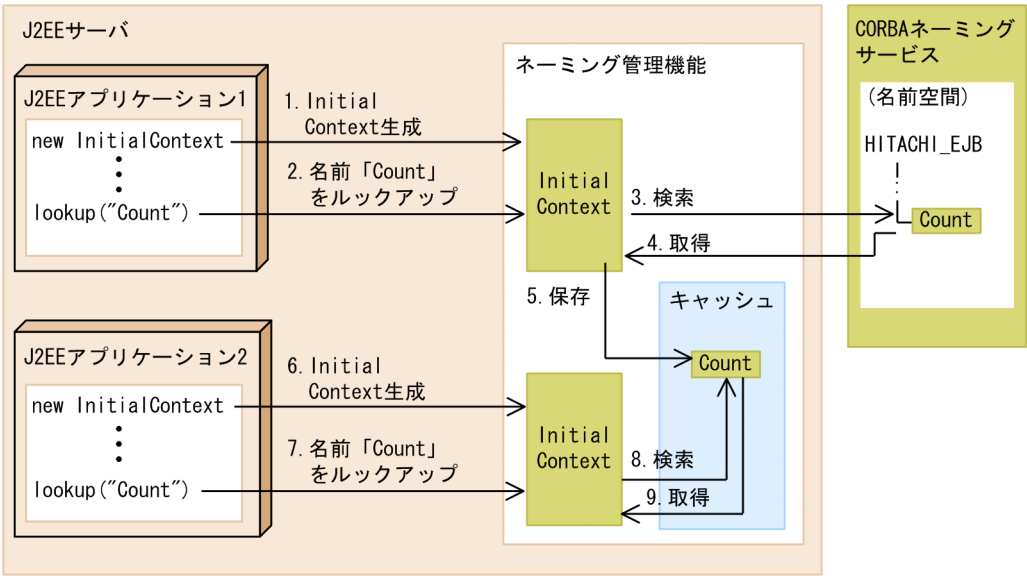 J2EEサーバ
J2EEアプリケーション1
new InitialContext
lookup("Count")
1. Initial
Context生成
2. 名前「Count」
をルックアップ
ネーミング管理機能
Initial
Context
3. 検索
4. 取得
5. 保存
キャッシュ
Count
CORBAネーミング
サービス
(名前空間)
HITACHI_EJB
Count
J2EEアプリケーション2
new InitialContext
lookup("Count")
6. Initial
Context生成
7. 名前「Count」
をルックアップ
Initial
Context
8. 検索
9. 取得